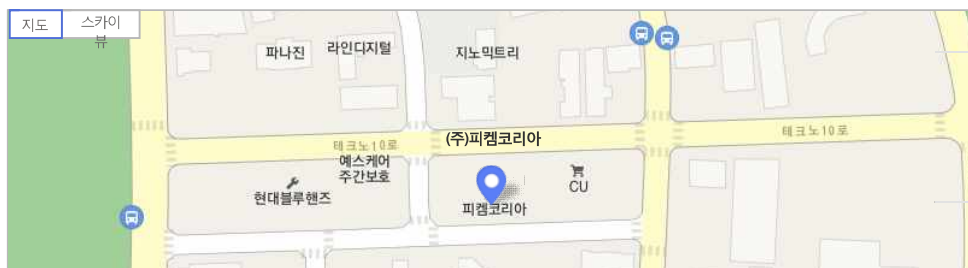 지도
스카이
뷰
파나진
라인디지털
지노믹트리
테크노10로
(주)피켐코리아
테크노10로
예스케어
주간보호
현대블루핸즈
CU
피켐코리아